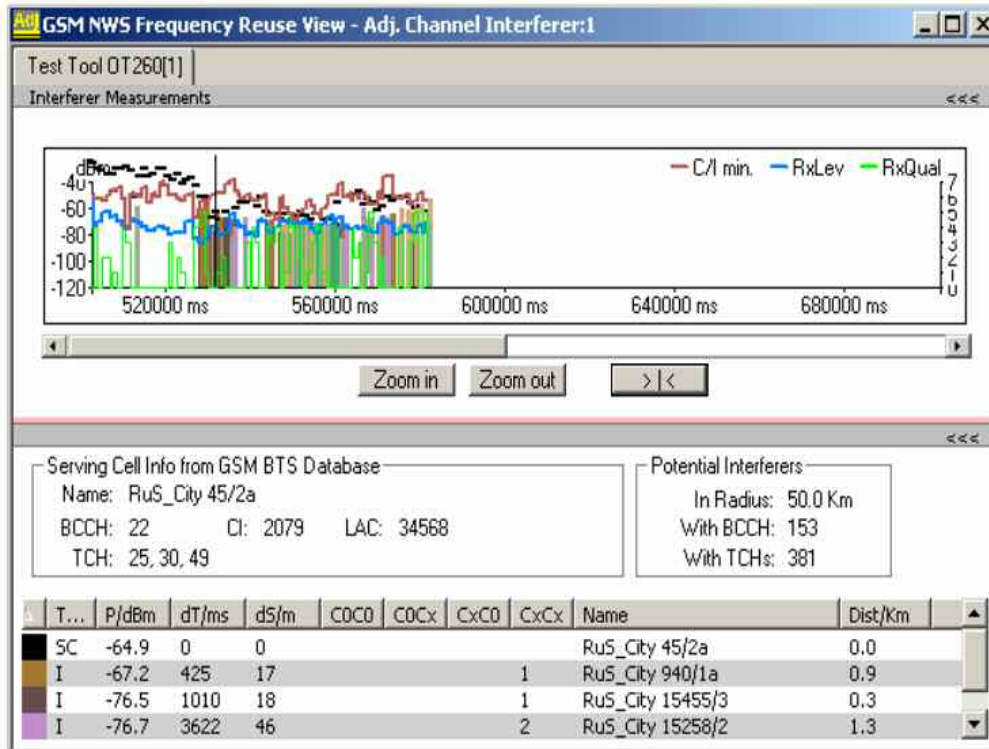 Adj GSM NWS Frequency Reuse View - Adj. Channel Interferer:1
Test Tool OT260[1]
Interferer Measurements <<<
dBm C/I min. RxLev RxQual
-40 7
-60 6
5
-80 4
3
-100 2
1
-120 0
520000 ms 560000 ms 600000 ms 640000 ms 680000 ms
Zoom in Zoom out >|<
<<<
Serving Cell Info from GSM BTS Database Potential Interferers
Name: RuS_City 45/2a In Radius: 50.0 Km
BCCH: 22 CI: 2079 LAC: 34568 With BCCH: 153
TCH: 25, 30, 49 With TCHs: 381
T... P/dBm dT/ms dS/m C0C0 C0Cx CxC0 CxCx Name Dist/Km
SC -64.9 0 0 RuS_City 45/2a 0.0
I -67.2 425 17 1 RuS_City 940/1a 0.9
I -76.5 1010 18 1 RuS_City 15455/3 0.3
I -76.7 3622 46 2 RuS_City 15258/2 1.3